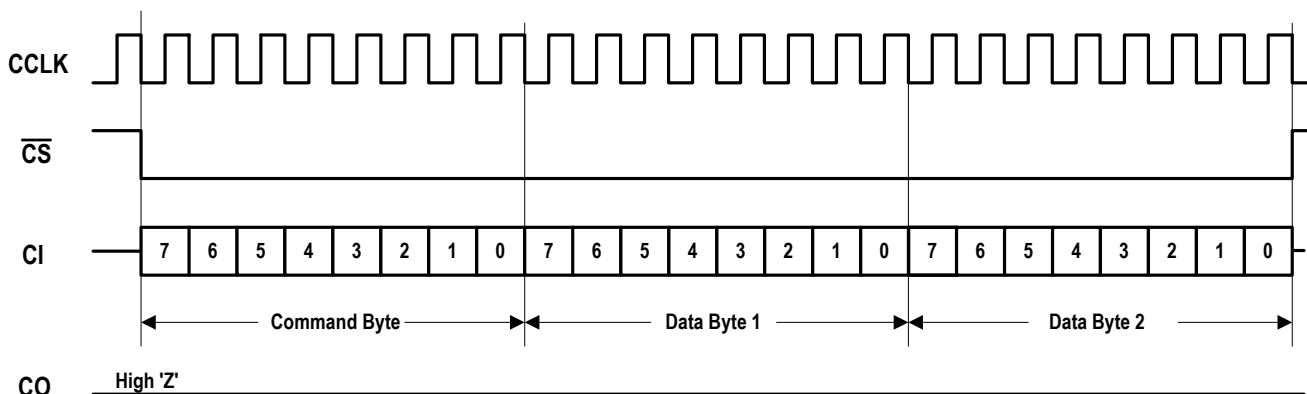 CCLK
CS
CI
7 6 5 4 3 2 1 0 7 6 5 4 3 2 1 0 7 6 5 4 3 2 1 0
Command Byte Data Byte 1 Data Byte 2
CO High 'Z'